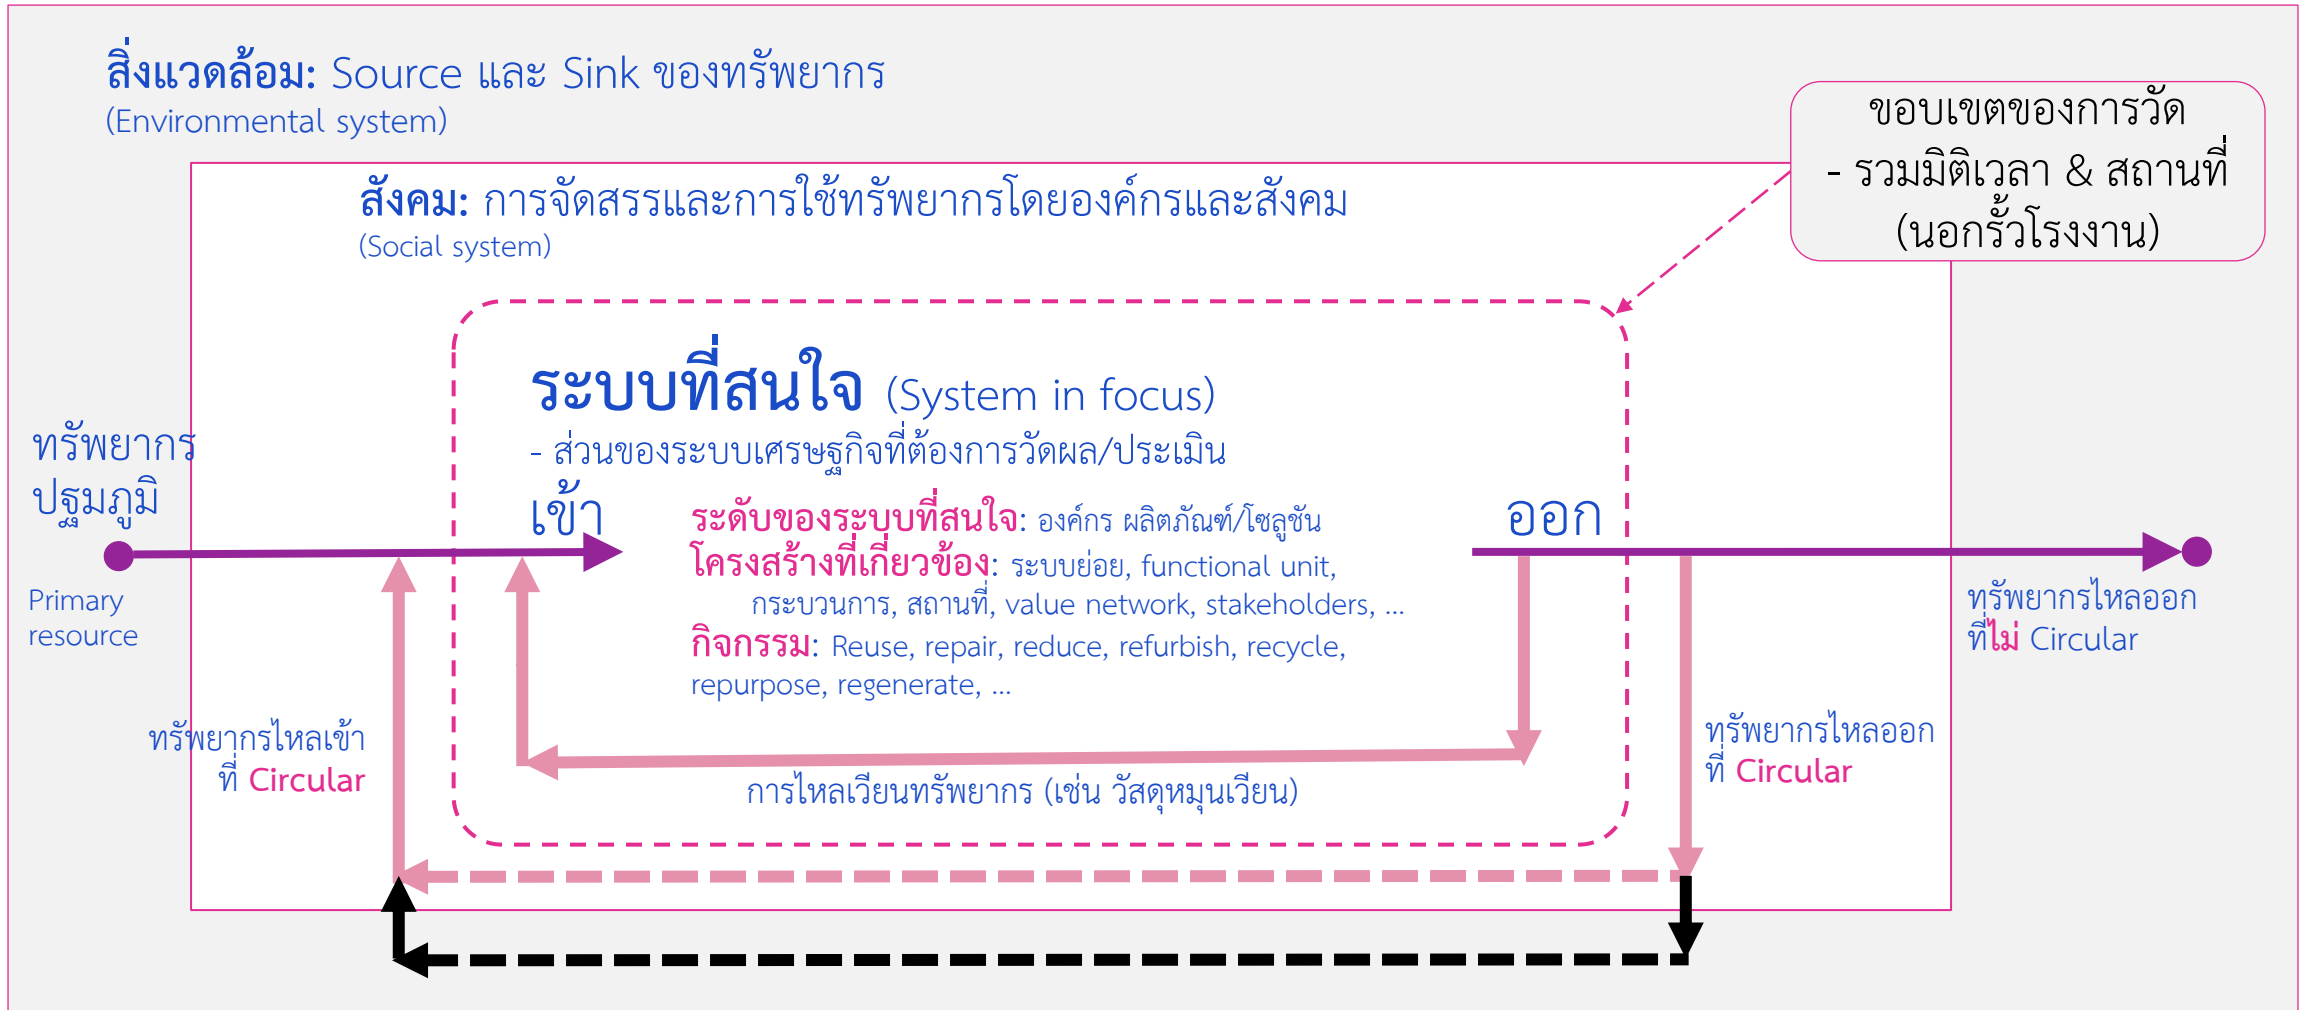 สิ่งแวดล้อม: Source และ Sink ของทรัพยากร
(Environmental system)
ขอบเขตของการวัด
- รวมมิติเวลา & สถานที่
(นอกรั้วโรงงาน)
สังคม: การจัดสรรและการใช้ทรัพยากรโดยองค์กรและสังคม
(Social system)
ระบบที่สนใจ (System in focus)
- ส่วนของระบบเศรษฐกิจที่ต้องการวัดผล/ประเมิน
ทรัพยากร
ปฐมภูมิ
Primary
resource
เข้า
ระดับของระบบที่สนใจ: องค์กร ผลิตภัณฑ์/โซลูชัน
โครงสร้างที่เกี่ยวข้อง: ระบบย่อย, functional unit,
กระบวนการ, สถานที่, value network, stakeholders, ...
กิจกรรม: Reuse, repair, reduce, refurbish, recycle,
repurpose, regenerate, ...
ออก
ทรัพยากรไหลออก
ที่ไม่ Circular
ทรัพยากรไหลเข้า
ที่ Circular
การไหลเวียนทรัพยากร (เช่น วัสดุหมุนเวียน)
ทรัพยากรไหลออก
ที่ Circular